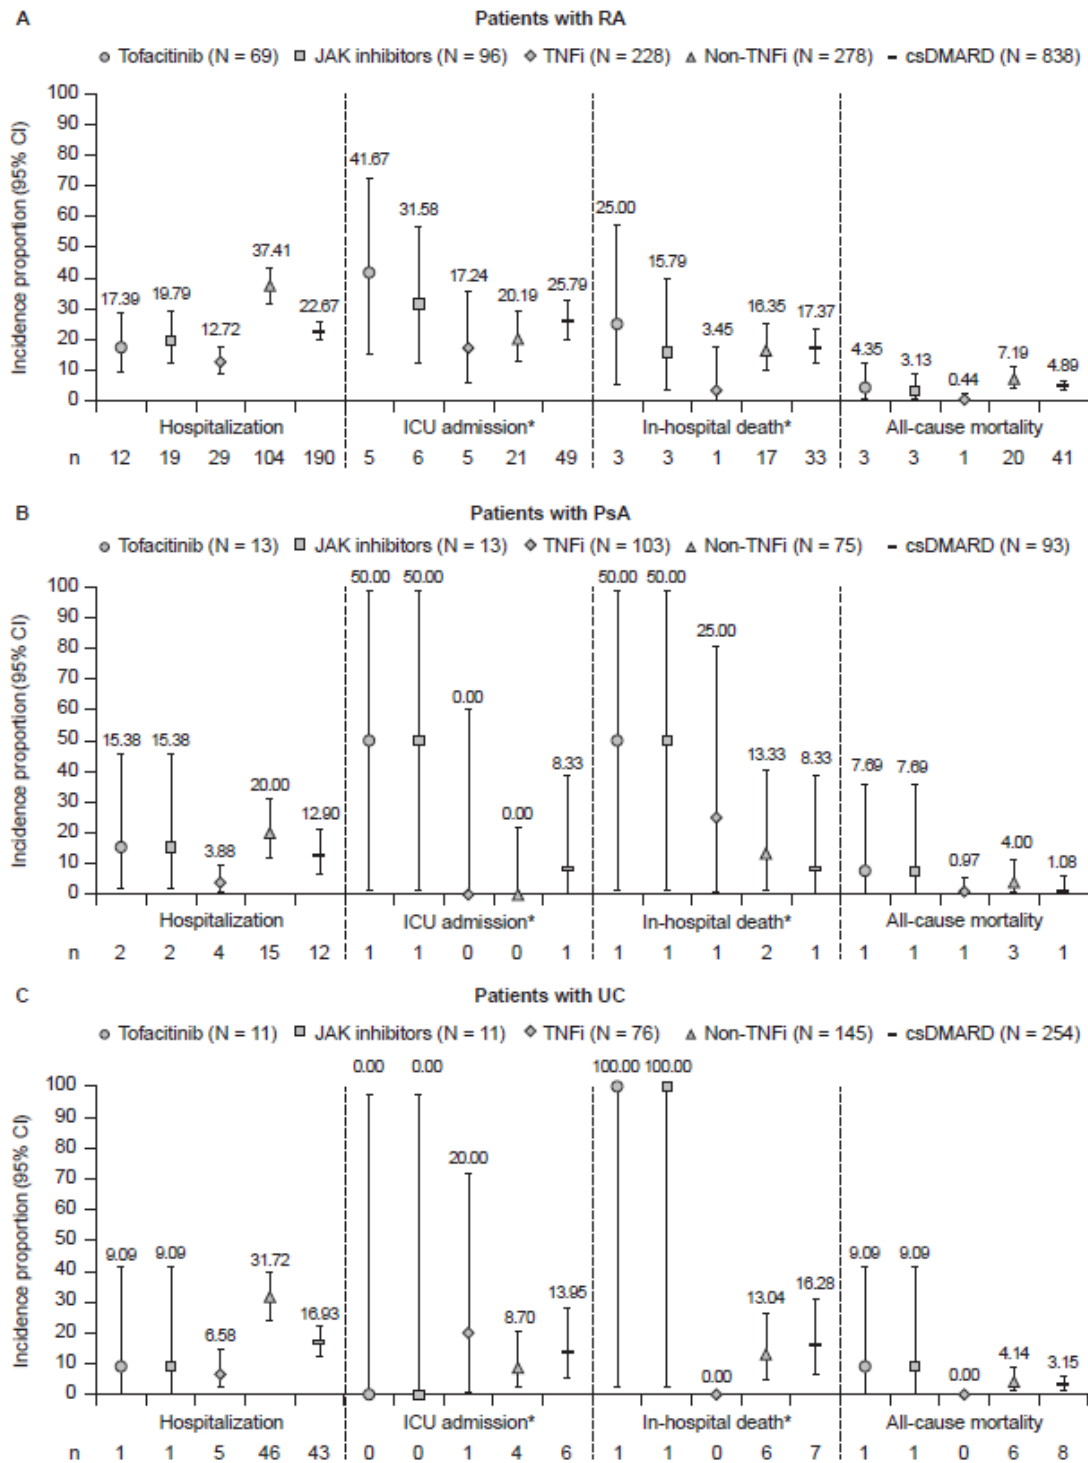 A Patients with RA
Tofacitinib (N = 69) JAK inhibitors (N = 96) TNFi (N = 228) Non-TNFi (N = 278) csDMARD (N = 838)
Incidence proportion (95% CI)
100
90
80
70
60
50
40
30
20
10
0
17.39 19.79 12.72 37.41 22.67 41.67 31.58 17.24 20.19 25.79 25.00 15.79 3.45 16.35 17.37 4.35 3.13 0.44 7.19 4.89
Hospitalization ICU admission* In-hospital death* All-cause mortality
n 12 19 29 104 190 5 6 5 21 49 3 3 1 17 33 3 3 1 20 41
B Patients with PsA
Tofacitinib (N = 13) JAK inhibitors (N = 13) TNFi (N = 103) Non-TNFi (N = 75) csDMARD (N = 93)
Incidence proportion (95% CI)
100
90
80
70
60
50
40
30
20
10
0
15.38 15.38 3.88 20.00 12.90 50.00 50.00 0.00 0.00 8.33 50.00 50.00 25.00 13.33 8.33 7.69 7.69 0.97 4.00 1.08
Hospitalization ICU admission* In-hospital death* All-cause mortality
n 2 2 4 15 12 1 1 0 0 1 1 1 1 2 1 1 1 1 3 1
C Patients with UC
Tofacitinib (N = 11) JAK inhibitors (N = 11) TNFi (N = 76) Non-TNFi (N = 145) csDMARD (N = 254)
Incidence proportion (95% CI)
100
90
80
70
60
50
40
30
20
10
0
9.09 9.09 6.58 31.72 16.93 0.00 0.00 20.00 8.70 13.95 100.00 100.00 0.00 13.04 16.28 9.09 9.09 0.00 4.14 3.15
Hospitalization ICU admission* In-hospital death* All-cause mortality
n 1 1 5 46 43 0 0 1 4 6 1 1 0 6 7 1 1 0 6 8